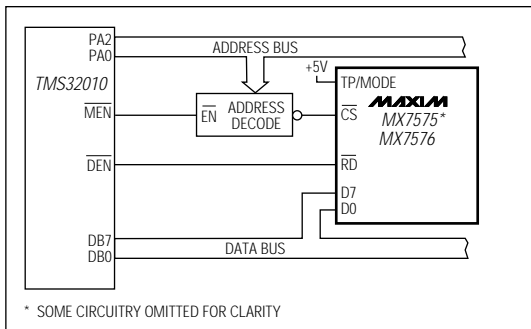 PA2
PA0
ADDRESS BUS
+5V
TMS32010
TP/MODE
MAXIM
MX7575*
MX7576
MEN
EN
ADDRESS
DECODE
CS
DEN
RD
D7
D0
DB7
DB0
DATA BUS
* SOME CIRCUITRY OMITTED FOR CLARITY